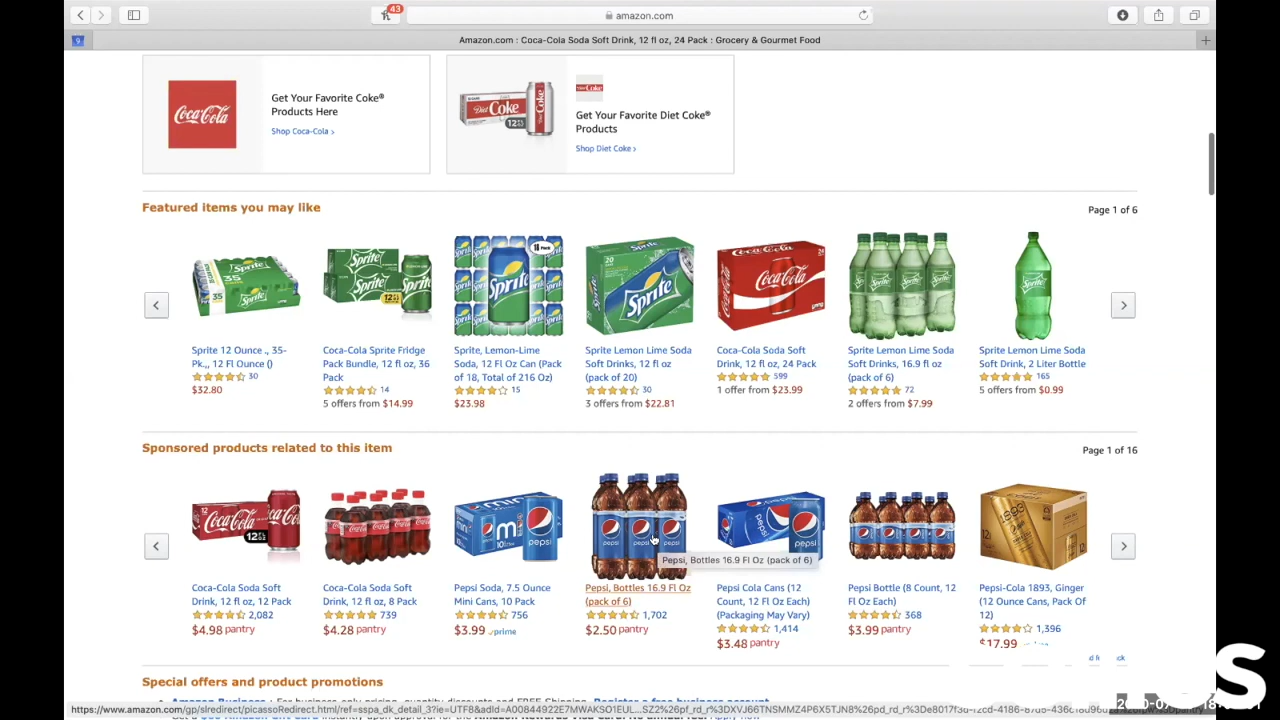 43
amazon.com
9
Amazon.com : Coca-Cola Soda Soft Drink, 12 fl oz, 24 Pack : Grocery & Gourmet Food
+
Coca-Cola
Get Your Favorite Coke®
Products Here
Shop Coca-Cola ›
Diet Coke
Get Your Favorite Diet Coke®
Products
Shop Diet Coke ›
Featured items you may like
Page 1 of 6
Sprite 12 Ounce ., 35-
Pk.,, 12 Fl Ounce ()
30
$32.80
Coca-Cola Sprite Fridge
Pack Bundle, 12 fl oz, 36
Pack
14
5 offers from $14.99
Sprite, Lemon-Lime
Soda, 12 Fl Oz Can (Pack
of 18, Total of 216 Oz)
15
$23.98
Sprite Lemon Lime Soda
Soft Drinks, 12 fl oz
(pack of 20)
30
3 offers from $22.81
Coca-Cola Soda Soft
Drink, 12 fl oz, 24 Pack
599
1 offer from $23.99
Sprite Lemon Lime Soda
Soft Drinks, 16.9 fl oz
(pack of 6)
72
2 offers from $7.99
Sprite Lemon Lime Soda
Soft Drink, 2 Liter Bottle
165
5 offers from $0.99
Sponsored products related to this item
Page 1 of 16
Pepsi, Bottles 16.9 Fl Oz (pack of 6)
Coca-Cola Soda Soft
Drink, 12 fl oz, 12 Pack
2,082
$4.98 pantry
Coca-Cola Soda Soft
Drink, 12 fl oz, 8 Pack
739
$4.28 pantry
Pepsi Soda, 7.5 Ounce
Mini Cans, 10 Pack
756
$3.99 prime
Pepsi, Bottles 16.9 Fl Oz
(pack of 6)
1,702
$2.50 pantry
Pepsi Cola Cans (12
Count, 12 Fl Oz Each)
(Packaging May Vary)
1,414
$3.48 pantry
Pepsi Bottle (8 Count, 12
Fl Oz Each)
368
$3.99 pantry
Pepsi-Cola 1893, Ginger
(12 Ounce Cans, Pack Of
12)
1,396
$17.99
Special offers and product promotions
S